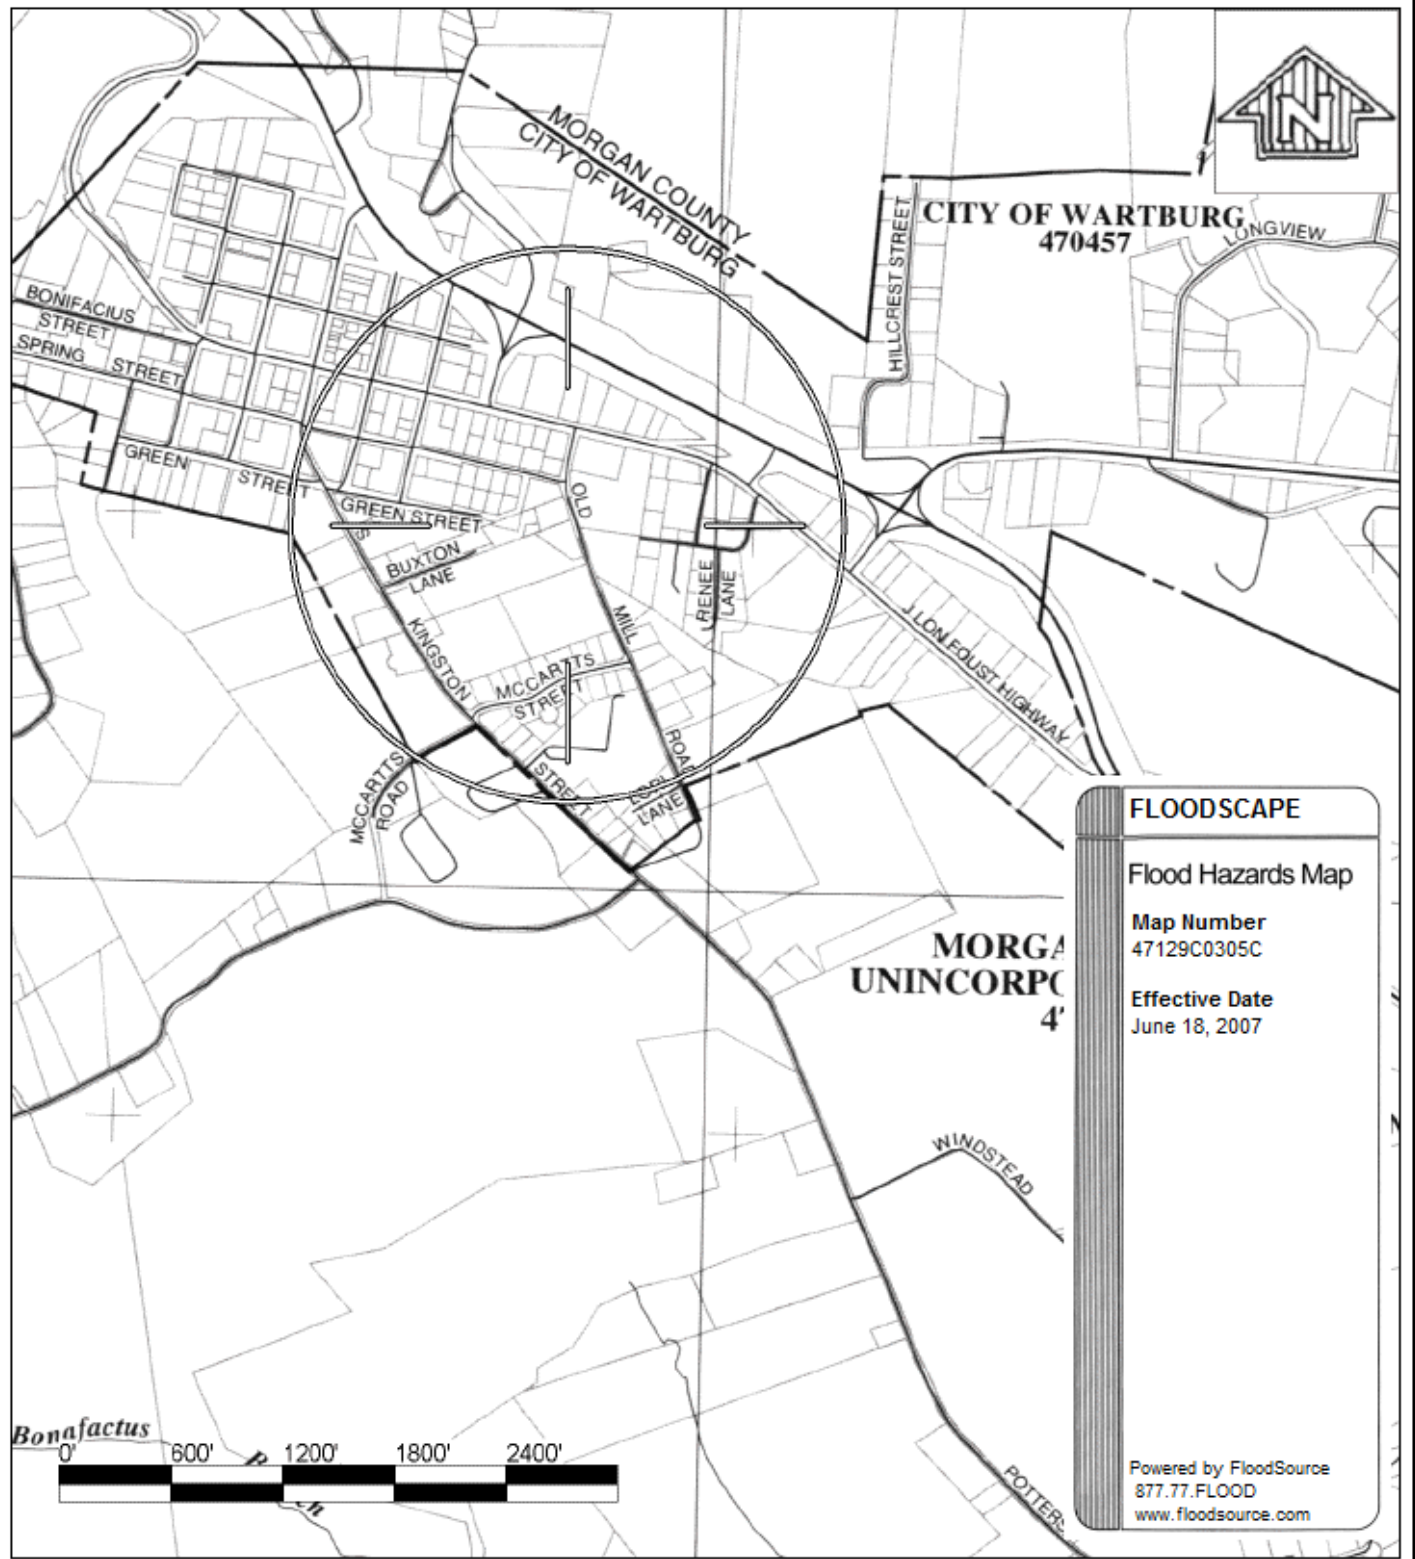 N
MORGAN COUNTY
CITY OF WARTBURG
CITY OF WARTBURG
470457
LONGVIEW
HILLCREST STREET
BONIFACIUS
STREET
SPRING STREET
GREEN STREET
GREEN STREET
OLD MILL ROAD
S KINGSTON STREET
BUXTON
LANE
RENEE
LANE
J LON FOUST HIGHWAY
MCCARTTS
STREET
MCCARTTS
ROAD
LORI
LANE
FLOODSCAPE
Flood Hazards Map
Map Number
47129C0305C
Effective Date
June 18, 2007
MORGA
UNINCORPO
47
WINDSTEAD
POTTERS
Bonafactus
0' 600' 1200' 1800' 2400'
Powered by FloodSource
877.77.FLOOD
www.floodsource.com